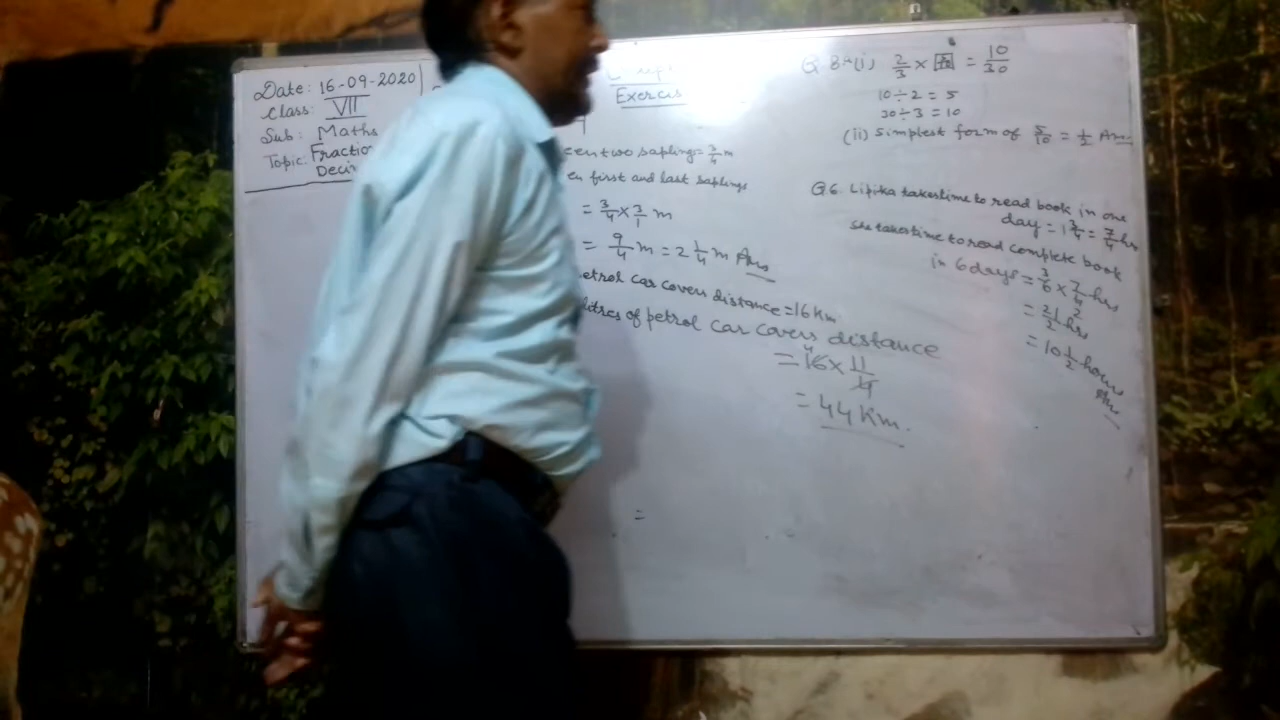 Date: 16-09-2020
Class: VII
Sub: Maths
Topic: Fractio
Deci
Exercis
een two sapling = 3/4 m
en first and last saplings
= 3/4 × 3/1 m
= 9/4 m = 2 1/4 m Ans
etrol car covers distance = 16 Km
litres of petrol car covers distance
= 16 4 × 11/4
= 44 Km.
=
Q 8 (i) 2/3 × = 10/30
10 ÷ 2 = 5
30 ÷ 3 = 10
(ii) Simplest form of 5/10 = 1/2 Ans
Q 6. Lipika takes time to read book in one
day = 1 3/4 = 7/4 hrs
She takes time to read complete book
in 6 days = 3 6 × 7/4 2 hrs
= 21/2 hrs
= 10 1/2 hours
Ans